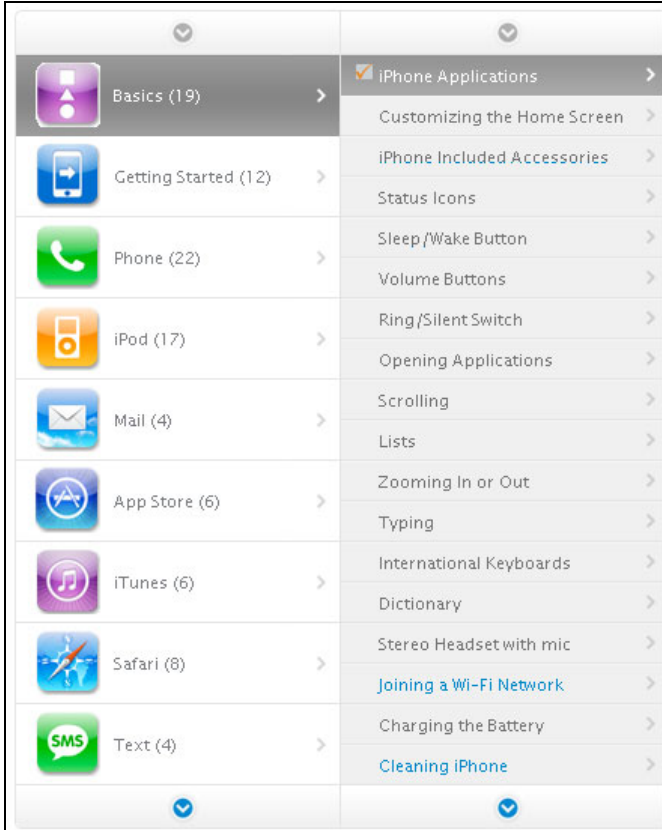 Basics (19)
Getting Started (12)
Phone (22)
iPod (17)
Mail (4)
App Store (6)
iTunes (6)
Safari (8)
SMS
Text (4)
iPhone Applications
Customizing the Home Screen
iPhone Included Accessories
Status Icons
Sleep/Wake Button
Volume Buttons
Ring/Silent Switch
Opening Applications
Scrolling
Lists
Zooming In or Out
Typing
International Keyboards
Dictionary
Stereo Headset with mic
Joining a Wi-Fi Network
Charging the Battery
Cleaning iPhone